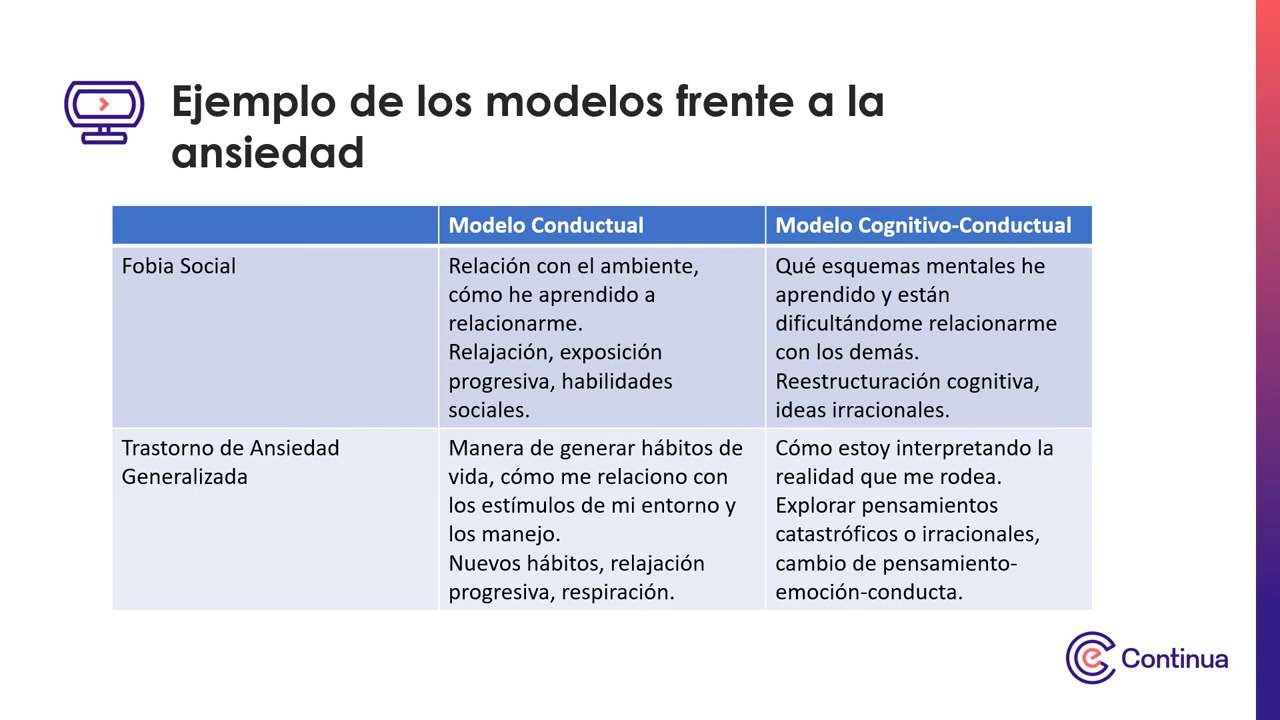 Ejemplo de los modelos frente a la
ansiedad
Modelo Conductual
Modelo Cognitivo-Conductual
Fobia Social
Relación con el ambiente,
cómo he aprendido a
relacionarme.
Relajación, exposición
progresiva, habilidades
sociales.
Qué esquemas mentales he
aprendido y están
dificultándome relacionarme
con los demás.
Reestructuración cognitiva,
ideas irracionales.
Trastorno de Ansiedad
Generalizada
Manera de generar hábitos de
vida, cómo me relaciono con
los estímulos de mi entorno y
los manejo.
Nuevos hábitos, relajación
progresiva, respiración.
Cómo estoy interpretando la
realidad que me rodea.
Explorar pensamientos
catastróficos o irracionales,
cambio de pensamiento-
emoción-conducta.
e Continua